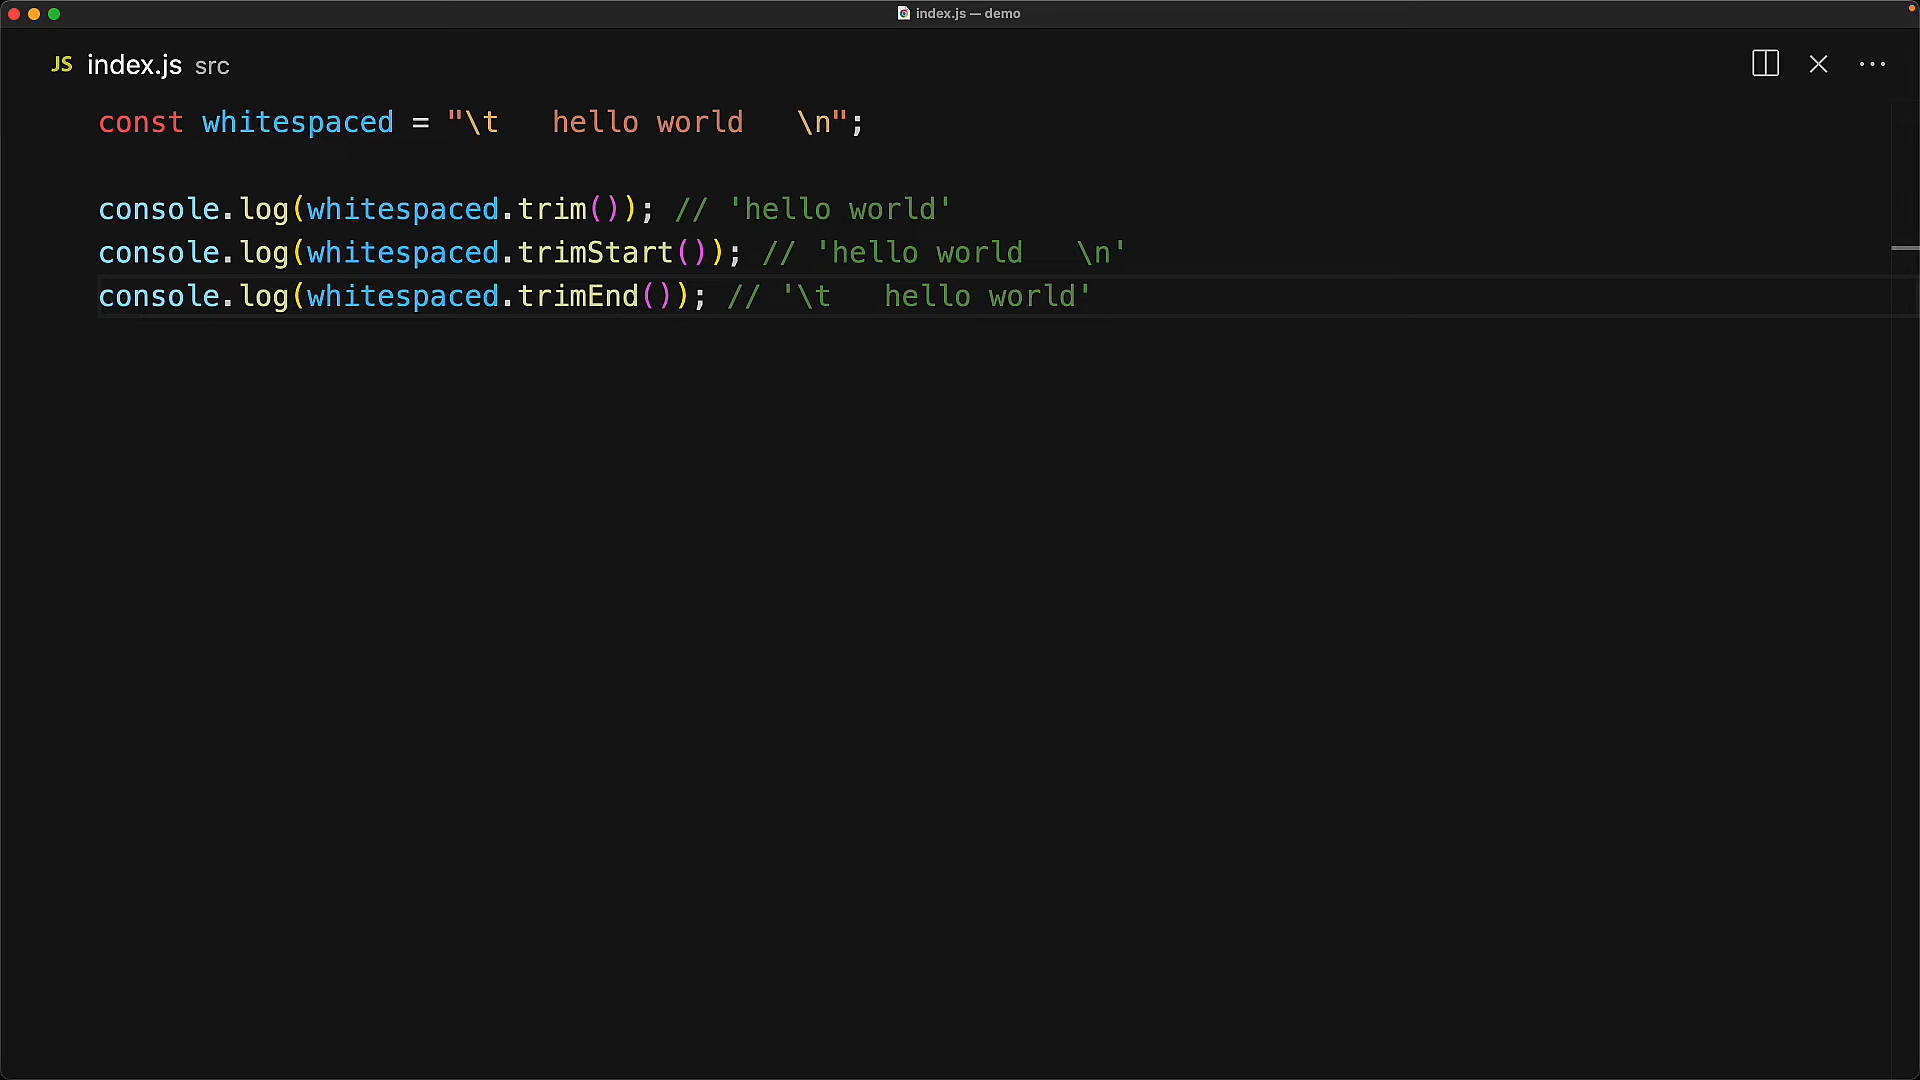 index.js — demo
JS index.js src
const whitespaced = "\t   hello world   \n";
console.log(whitespaced.trim()); // 'hello world'
console.log(whitespaced.trimStart()); // 'hello world   \n'
console.log(whitespaced.trimEnd()); // '\t   hello world'